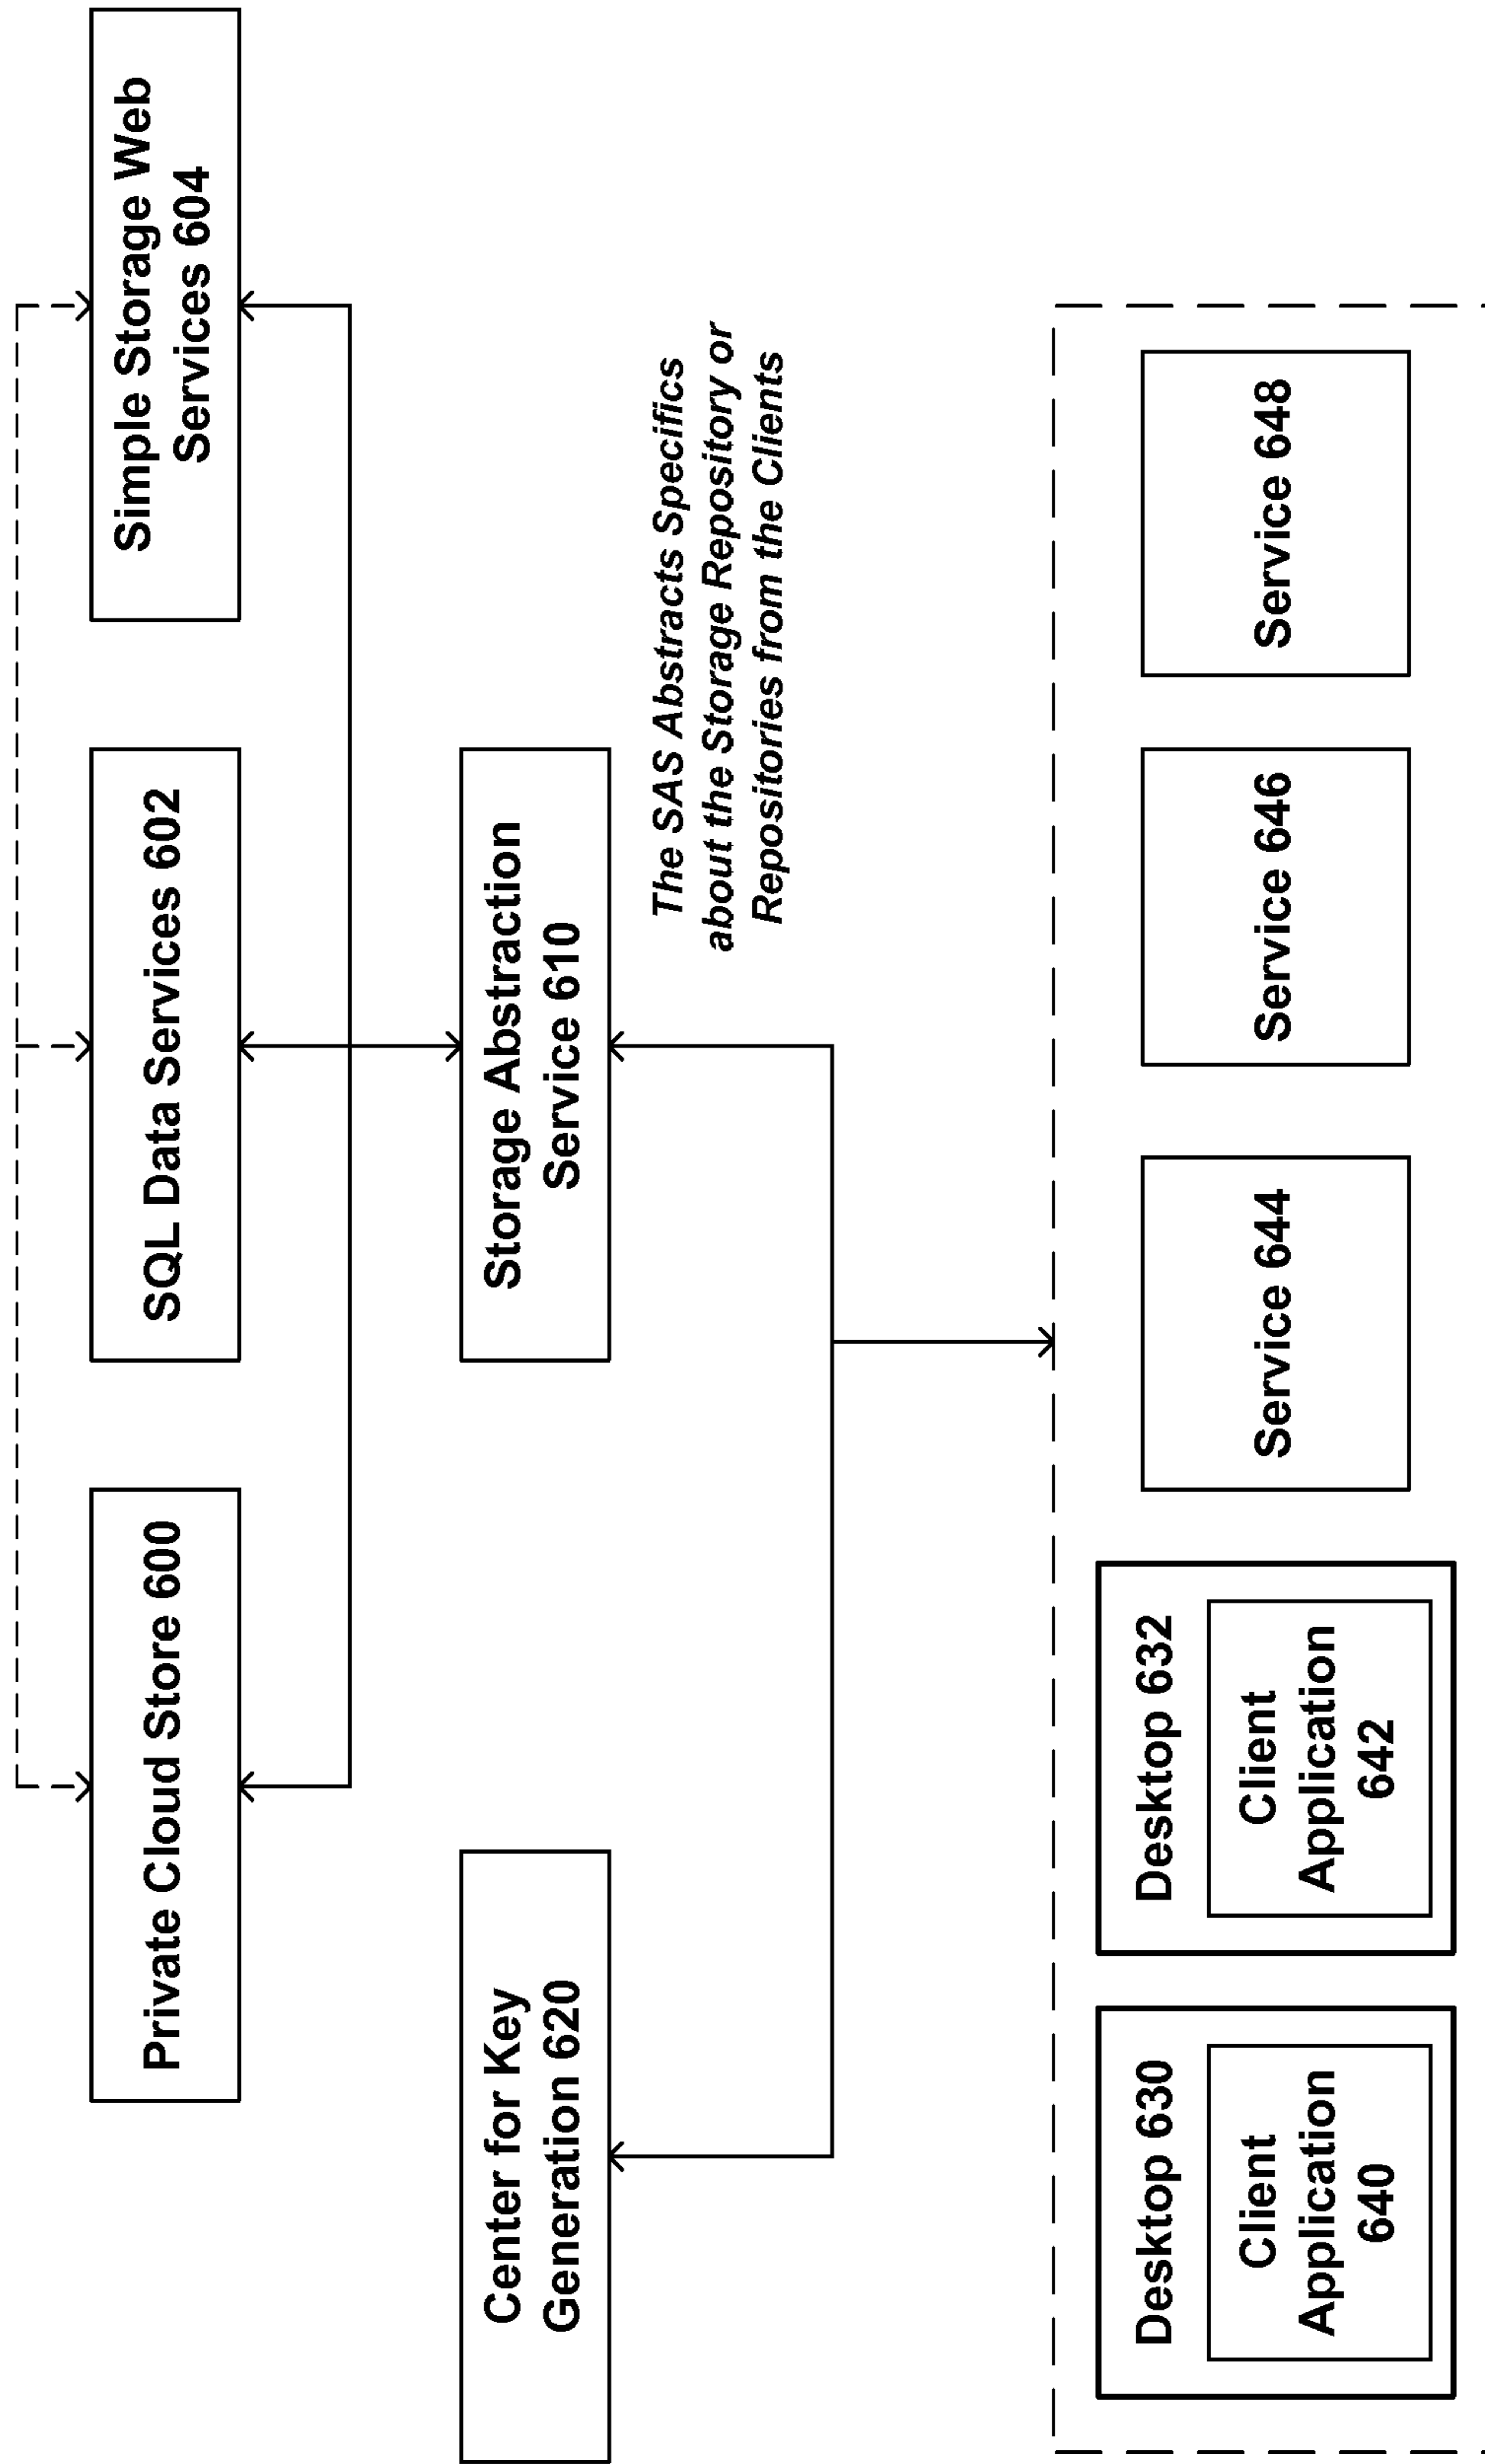 Private Cloud Store 600
SQL Data Services 602
Simple Storage Web
Services 604
Center for Key
Generation 620
Storage Abstraction
Service 610
The SAS Abstracts Specifics
about the Storage Repository or
Repositories from the Clients
Desktop 630
Client
Application
640
Desktop 632
Client
Application
642
Service 644
Service 646
Service 648